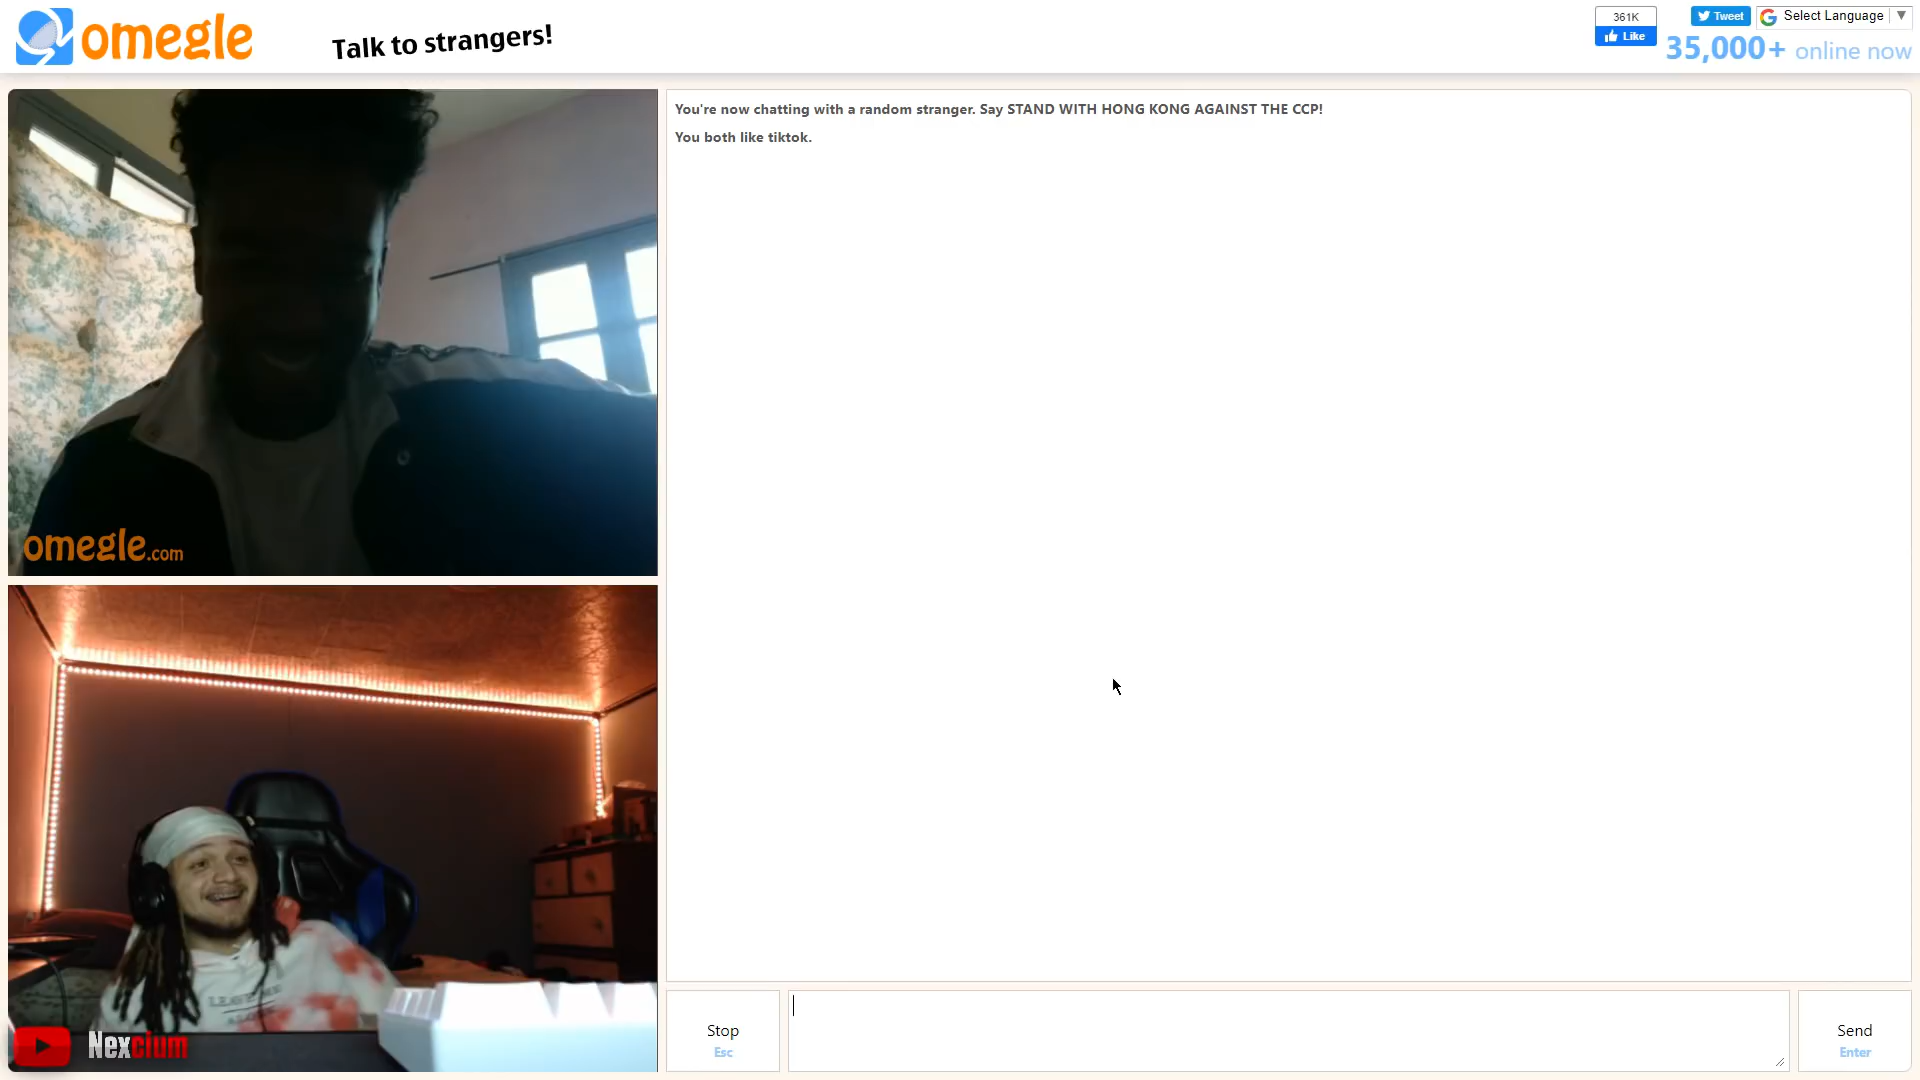 omegle
Talk to strangers!
361K
Like
Tweet
Select Language
35,000+ online now
You're now chatting with a random stranger. Say STAND WITH HONG KONG AGAINST THE CCP!
You both like tiktok.
omegle.com
Nexcium
Stop
Esc
Send
Enter